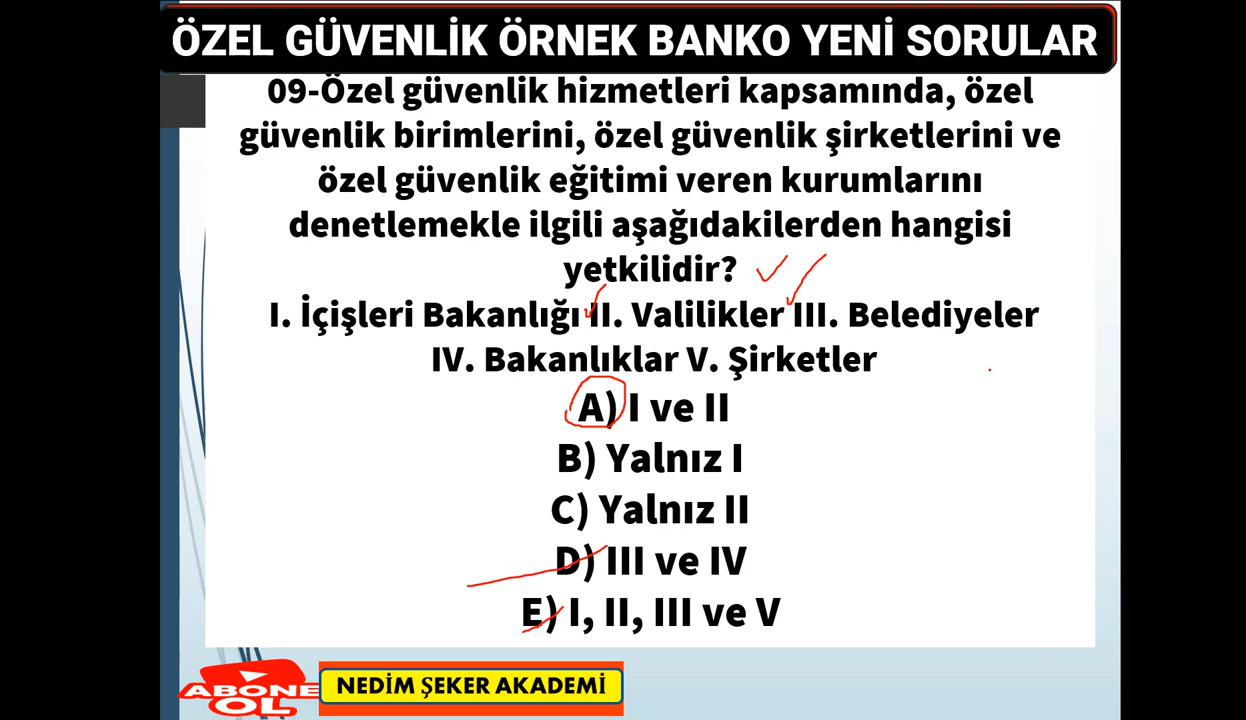 ÖZEL GÜVENLİK ÖRNEK BANKO YENİ SORULAR
09-Özel güvenlik hizmetleri kapsamında, özel
güvenlik birimlerini, özel güvenlik şirketlerini ve
özel güvenlik eğitimi veren kurumlarını
denetlemekle ilgili aşağıdakilerden hangisi
yetkilidir?
I. İçişleri Bakanlığı II. Valilikler III. Belediyeler
IV. Bakanlıklar V. Şirketler
A) I ve II
B) Yalnız I
C) Yalnız II
D) III ve IV
E) I, II, III ve V
ABONE
OL
NEDİM ŞEKER AKADEMİ